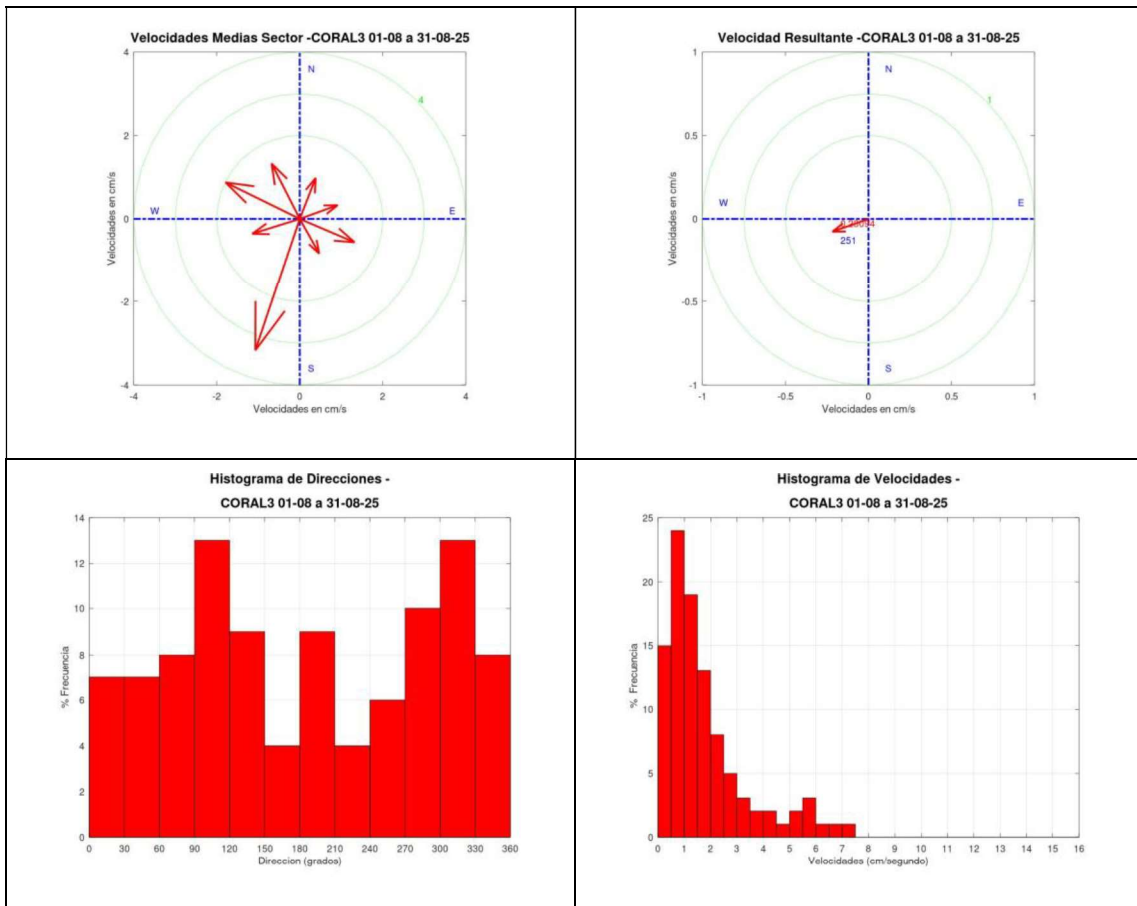 Velocidades Medias Sector -CORAL3 01-08 a 31-08-25
4
N
4
2
Velocidades en cm/s
W
0
E
-2
S
-4
-4 -2 0 2 4
Velocidades en cm/s
Velocidad Resultante -CORAL3 01-08 a 31-08-25
1
N
1
0.5
Velocidades en cm/s
W
0
E
251
-0.5
S
-1
-1 -0.5 0 0.5 1
Velocidades en cm/s
Histograma de Direcciones -
CORAL3 01-08 a 31-08-25
14
12
10
8
% Frecuencia
6
4
2
0
0 30 60 90 120 150 180 210 240 270 300 330 360
Direccion (grados)
Histograma de Velocidades -
CORAL3 01-08 a 31-08-25
25
20
15
% Frecuencia
10
5
0
0 1 2 3 4 5 6 7 8 9 10 11 12 13 14 15 16
Velocidades (cm/segundo)